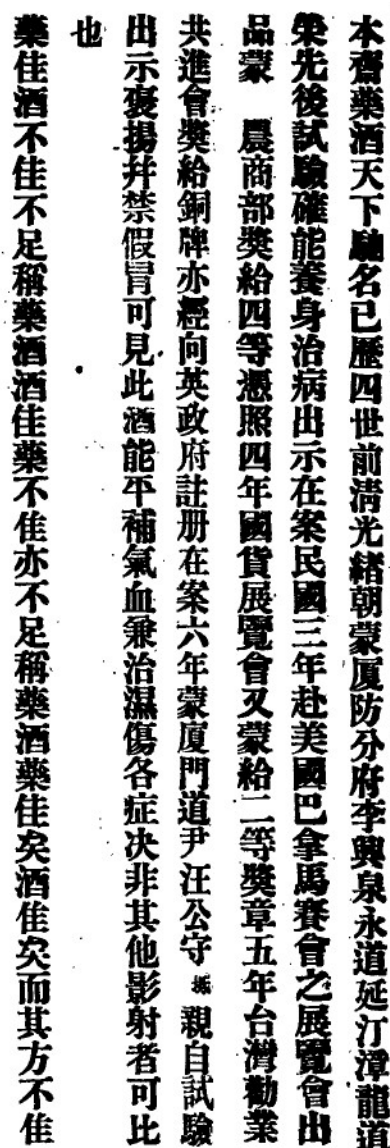 本齋藥酒天下馳名已歷四世前清光緒朝蒙厦防分府李興泉永道延汀漳龍道
榮先後試驗確能養身治病出示在案民國三年赴美國巴拿馬賽會之展覽會出
品蒙　農商部獎給四等憑照四年國貨展覽會又蒙給二等獎章五年台灣勸業
共進會獎給銅牌亦經向英政府註册在案六年蒙厦門道尹汪公守　親自試驗
出示褒揚幷禁假冒可見此酒能平補氣血兼治濕傷各症决非其他影射者可比
也
藥佳酒不佳不足稱藥酒酒佳藥不佳亦不足稱藥酒藥佳矣酒佳矣而其方不佳